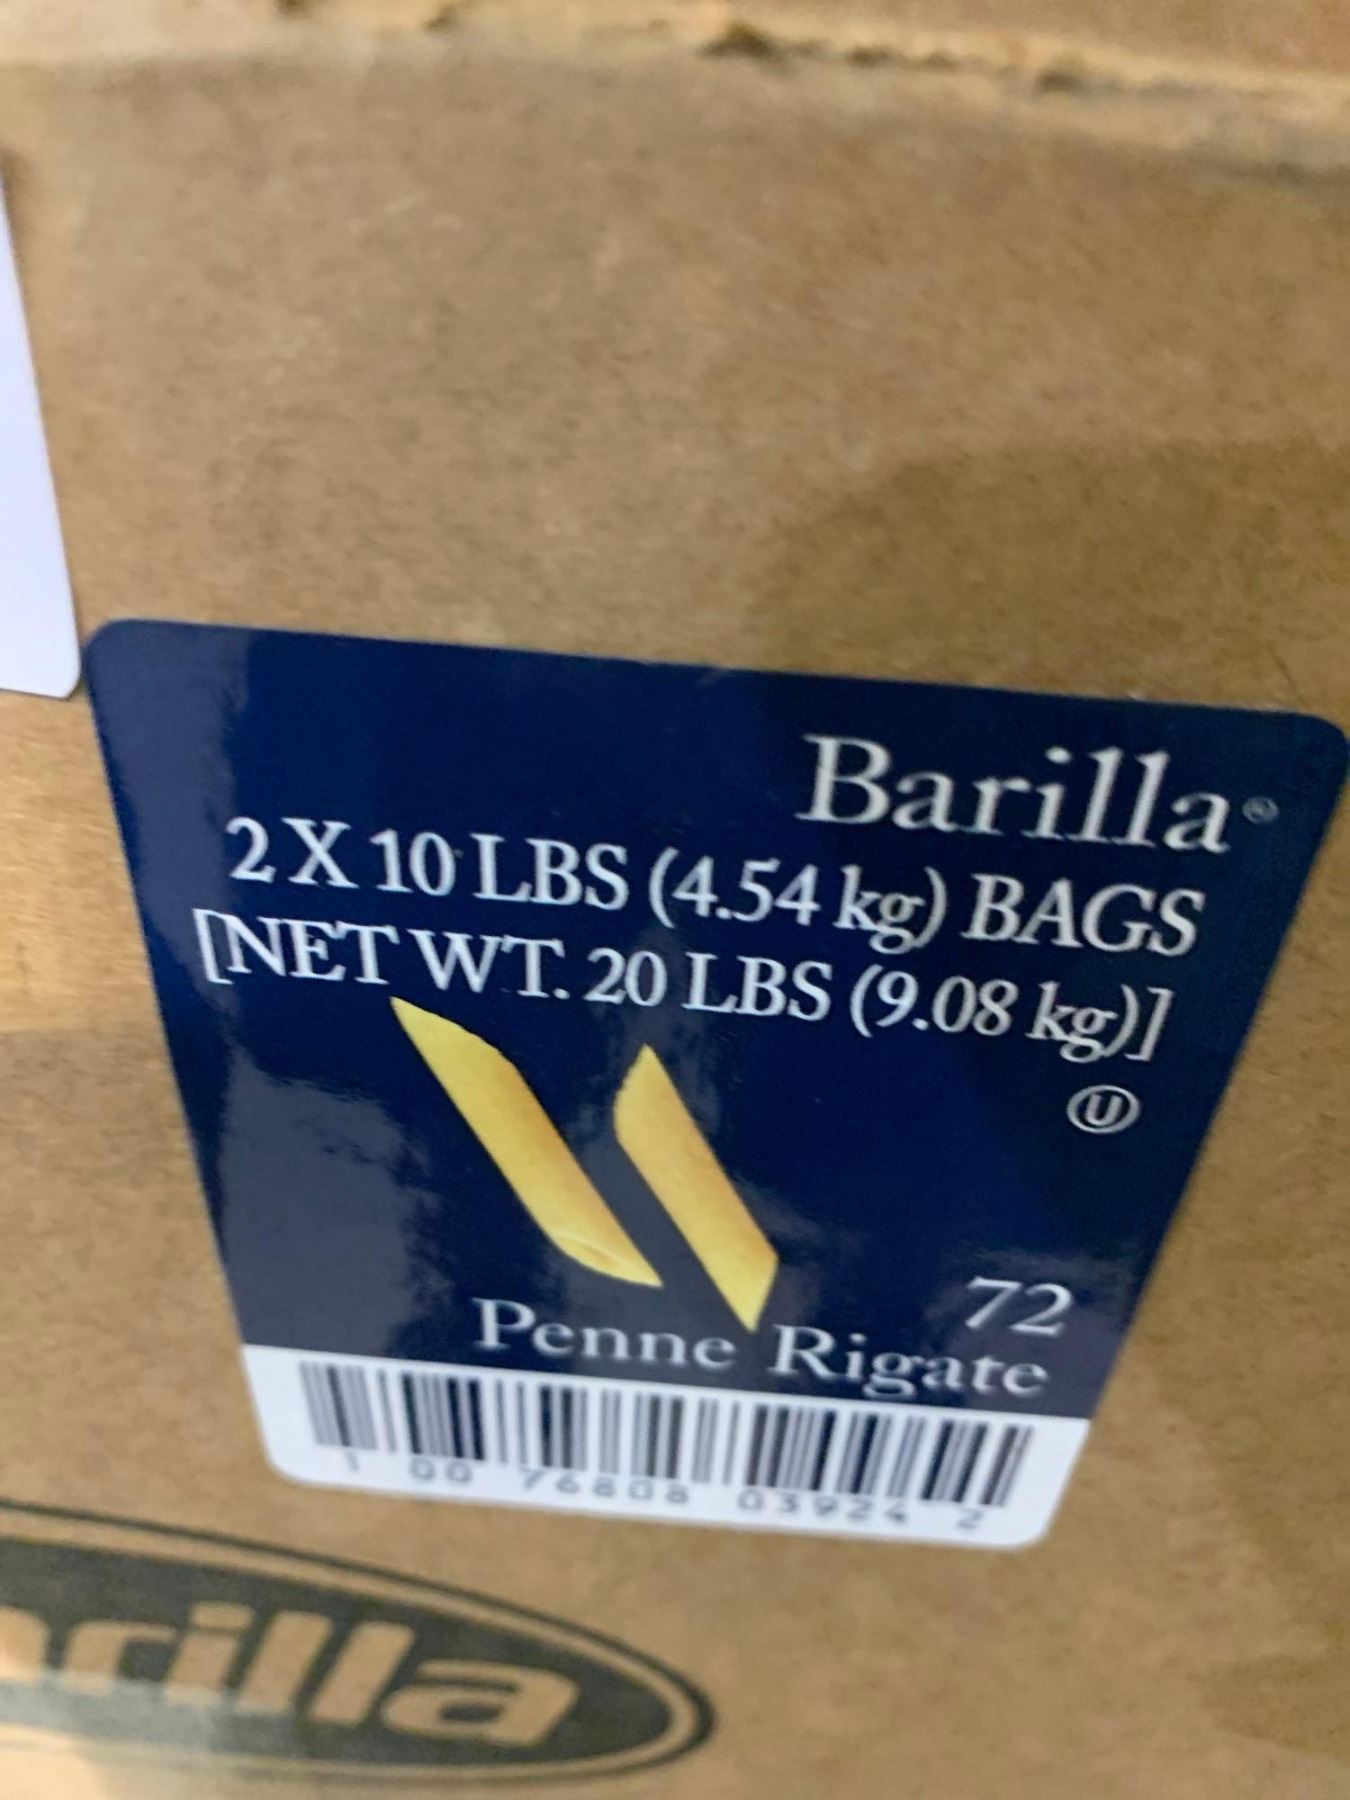 Barilla®
2 X 10 LBS (4.54 kg) BAGS
[NET WT. 20 LBS (9.08 kg)]
U
72
Penne Rigate
1 00 76808 03924 2
arilla